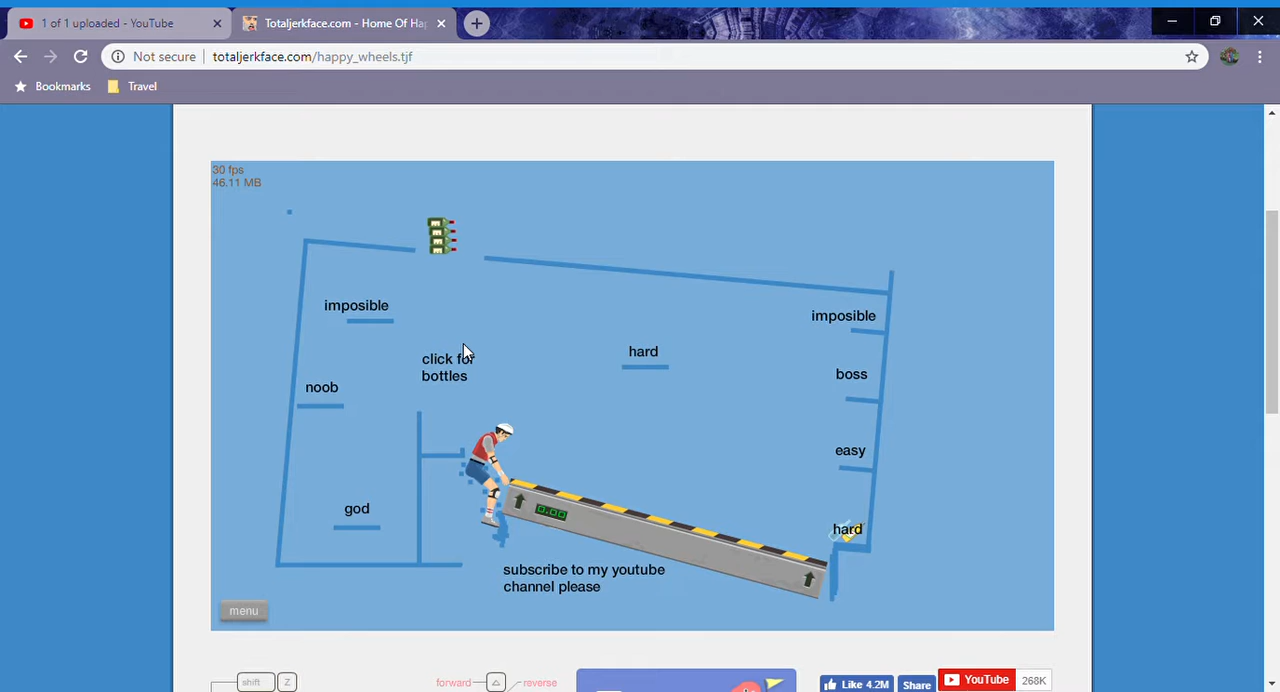 1 of 1 uploaded - YouTube
Totaljerkface.com - Home Of Hap
Not secure
totaljerkface.com/happy_wheels.tjf
Bookmarks
Travel
30 fps
46.11 MB
imposible
imposible
click for
bottles
hard
noob
boss
easy
god
0.00
hard
subscribe to my youtube
channel please
menu
shift
Z
forward
reverse
Like 4.2M
Share
YouTube
268K